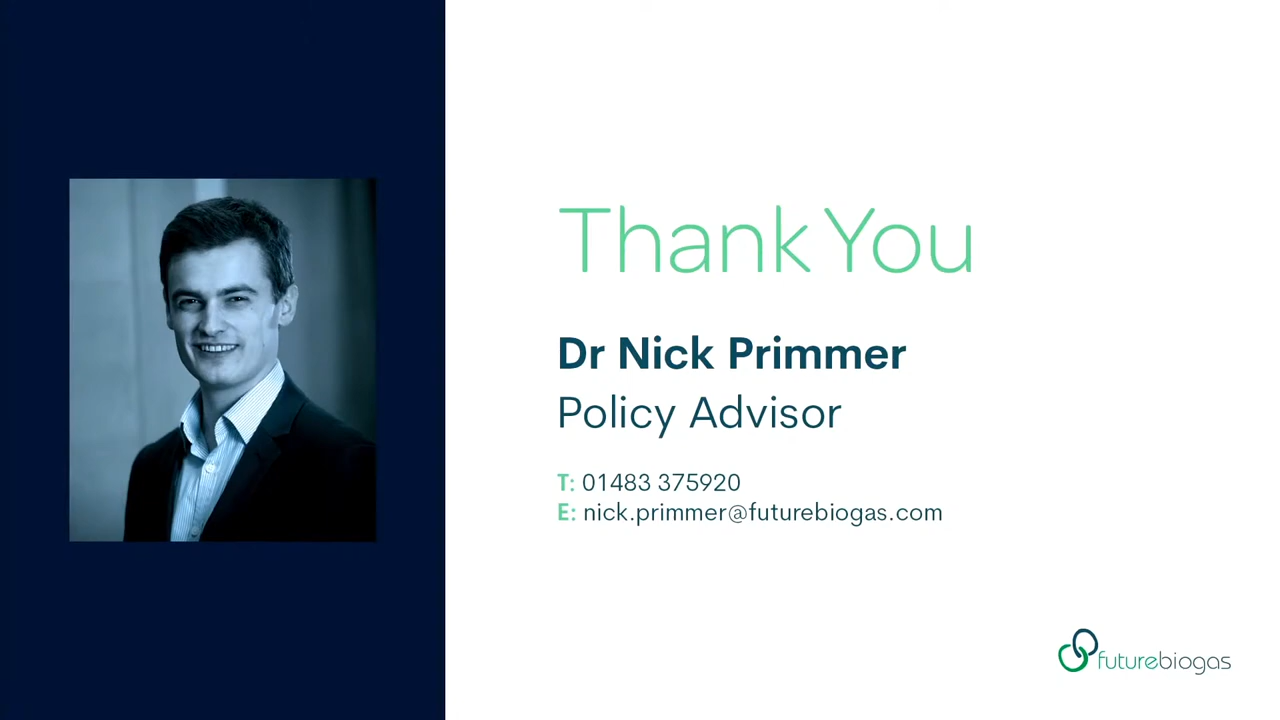 Thank You
Dr Nick Primmer
Policy Advisor
T: 01483 375920
E: nick.primmer@futurebiogas.com
futurebiogas